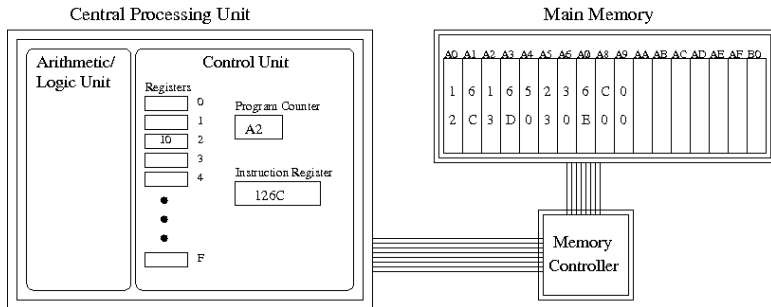 Central Processing Unit
Main Memory
Arithmetic/
Logic Unit
Control Unit
Registers
0
1
10 2
3
4
F
Program Counter
A2
Instruction Register
126C
A0 A1 A2 A3 A4 A5 A6 A0 A8 A9 AA AB AC AD AE AF B0
1 6 1 6 5 2 3 6 C 0
2 C 3 D 0 3 0 E 0 0
Memory
Controller